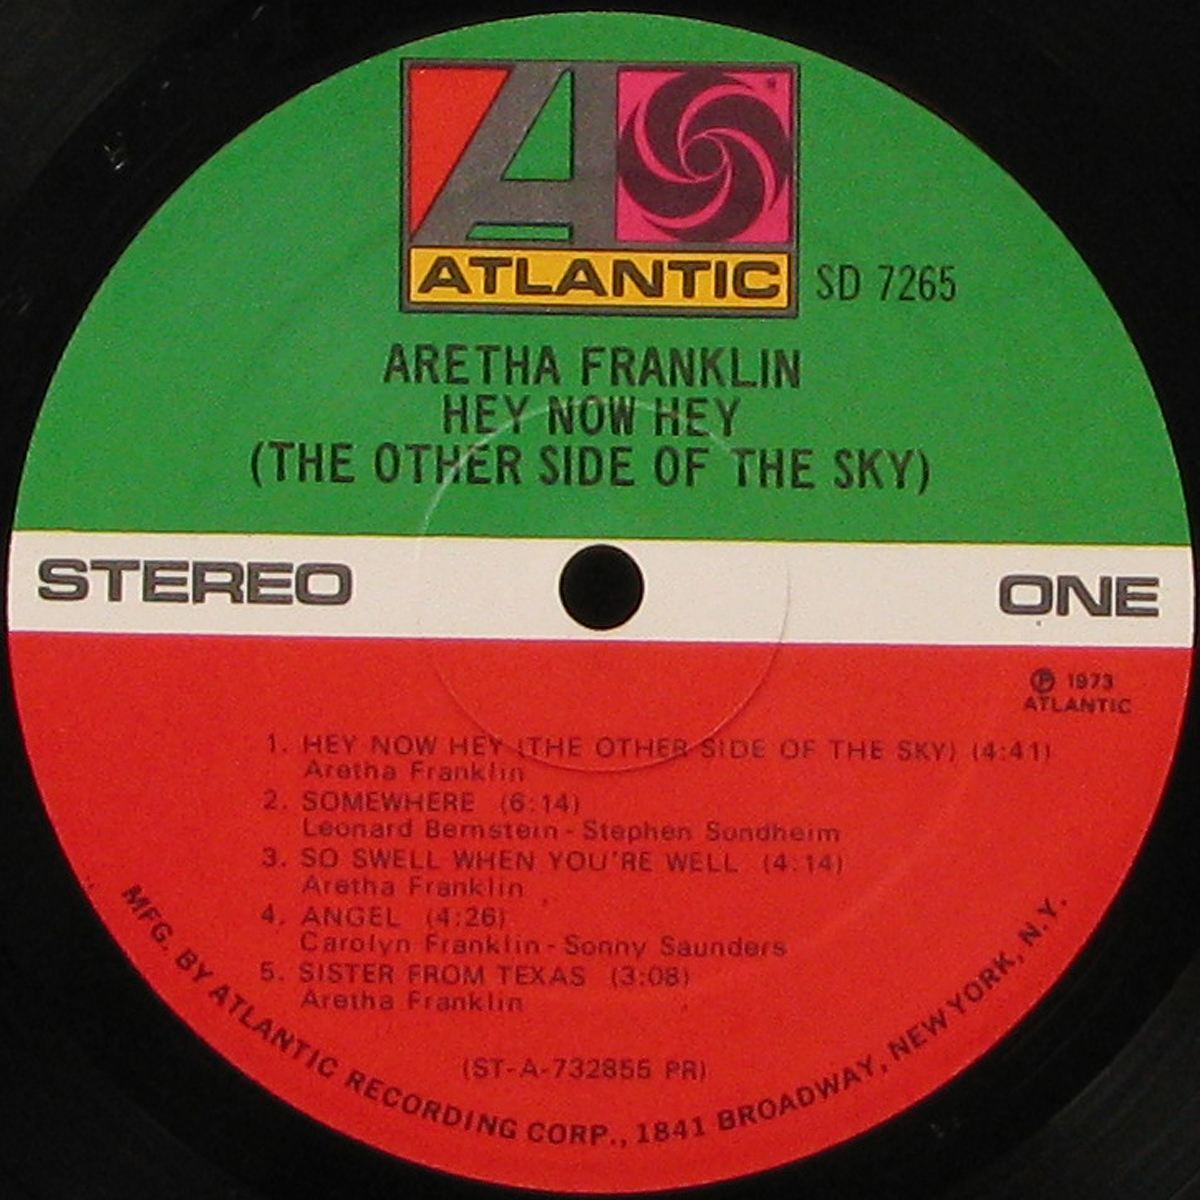 ATLANTIC
SD 7265
ARETHA FRANKLIN
HEY NOW HEY
(THE OTHER SIDE OF THE SKY)
STEREO
ONE
Ⓟ 1973
ATLANTIC
1. HEY NOW HEY (THE OTHER SIDE OF THE SKY) (4:41)
Aretha Franklin
2. SOMEWHERE (6:14)
Leonard Bernstein - Stephen Sondheim
3. SO SWELL WHEN YOU'RE WELL (4:14)
Aretha Franklin
4. ANGEL (4:26)
Carolyn Franklin - Sonny Saunders
5. SISTER FROM TEXAS (3:08)
Aretha Franklin
(ST-A-732855 PR)
MFG. BY ATLANTIC RECORDING CORP., 1841 BROADWAY, NEW YORK, N.Y.